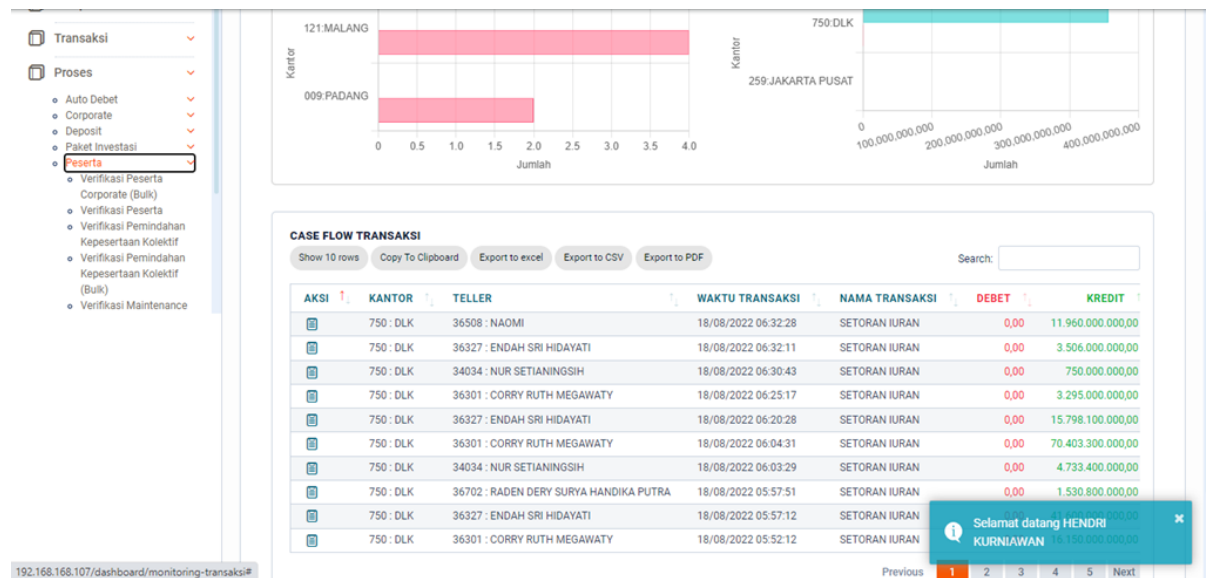 Transaksi
Proses
Auto Debet
Corporate
Deposit
Paket Investasi
Peserta
Verifikasi Peserta
Corporate (Bulk)
Verifikasi Peserta
Verifikasi Pemindahan
Kepesertaan Kolektif
Verifikasi Pemindahan
Kepesertaan Kolektif
(Bulk)
Verifikasi Maintenance
Kantor
121:MALANG
009:PADANG
0 0.5 1.0 1.5 2.0 2.5 3.0 3.5 4.0
Jumlah
Kantor
750:DLK
259:JAKARTA PUSAT
0 100,000,000,000 200,000,000,000 300,000,000,000 400,000,000,000
Jumlah
CASE FLOW TRANSAKSI
Show 10 rows Copy To Clipboard Export to excel Export to CSV Export to PDF Search:
AKSI KANTOR TELLER WAKTU TRANSAKSI NAMA TRANSAKSI DEBET KREDIT
750 : DLK 36508 : NAOMI 18/08/2022 06:32:28 SETORAN IURAN 0,00 11.960.000.000,00
750 : DLK 36327 : ENDAH SRI HIDAYATI 18/08/2022 06:32:11 SETORAN IURAN 0,00 3.506.000.000,00
750 : DLK 34034 : NUR SETIANINGSIH 18/08/2022 06:30:43 SETORAN IURAN 0,00 750.000.000,00
750 : DLK 36301 : CORRY RUTH MEGAWATY 18/08/2022 06:25:17 SETORAN IURAN 0,00 3.295.000.000,00
750 : DLK 36327 : ENDAH SRI HIDAYATI 18/08/2022 06:20:28 SETORAN IURAN 0,00 15.798.100.000,00
750 : DLK 36301 : CORRY RUTH MEGAWATY 18/08/2022 06:04:31 SETORAN IURAN 0,00 70.403.300.000,00
750 : DLK 34034 : NUR SETIANINGSIH 18/08/2022 06:03:29 SETORAN IURAN 0,00 4.733.400.000,00
750 : DLK 36702 : RADEN DERY SURYA HANDIKA PUTRA 18/08/2022 05:57:51 SETORAN IURAN 0,00 1.530.800.000,00
750 : DLK 36327 : ENDAH SRI HIDAYATI 18/08/2022 05:57:12 SETORAN IURAN
750 : DLK 36301 : CORRY RUTH MEGAWATY 18/08/2022 05:52:12 SETORAN IURAN
Selamat datang HENDRI
KURNIAWAN
Previous 1 2 3 4 5 Next
192.168.168.107/dashboard/monitoring-transaksi#